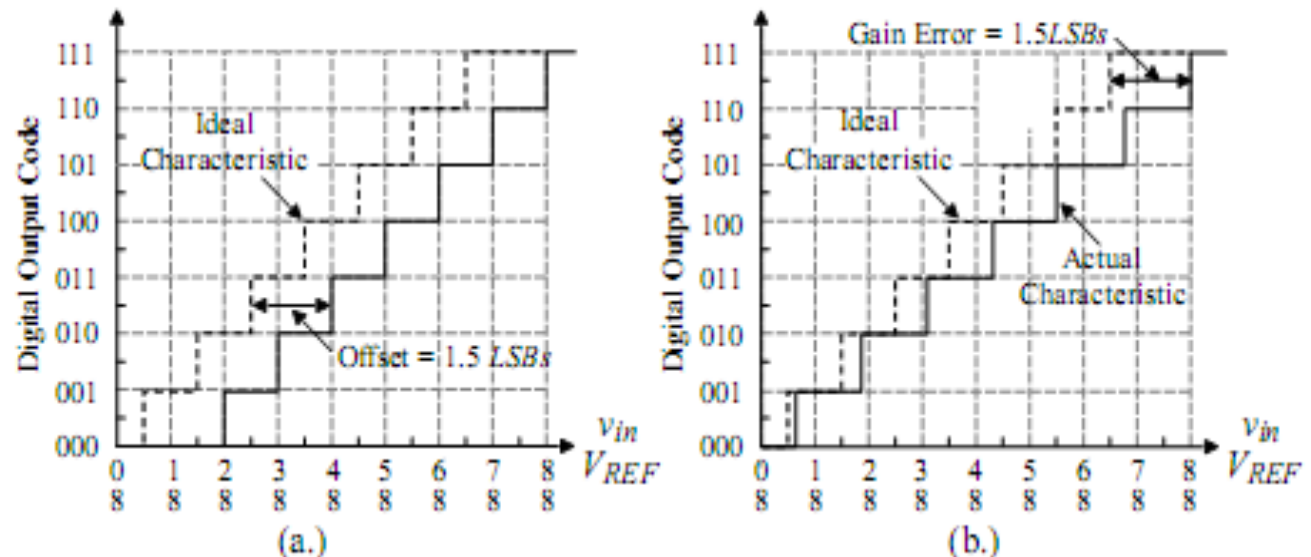 Digital Output Code
111
110
101
100
011
010
001
000
Ideal
Characteristic
Offset = 1.5 LSBs
0 1 2 3 4 5 6 7 8
8 8 8 8 8 8 8 8 8
vin
VREF
(a.)
Digital Output Code
111
110
101
100
011
010
001
000
Gain Error = 1.5LSBs
Ideal
Characteristic
Actual
Characteristic
0 1 2 3 4 5 6 7 8
8 8 8 8 8 8 8 8 8
vin
VREF
(b.)